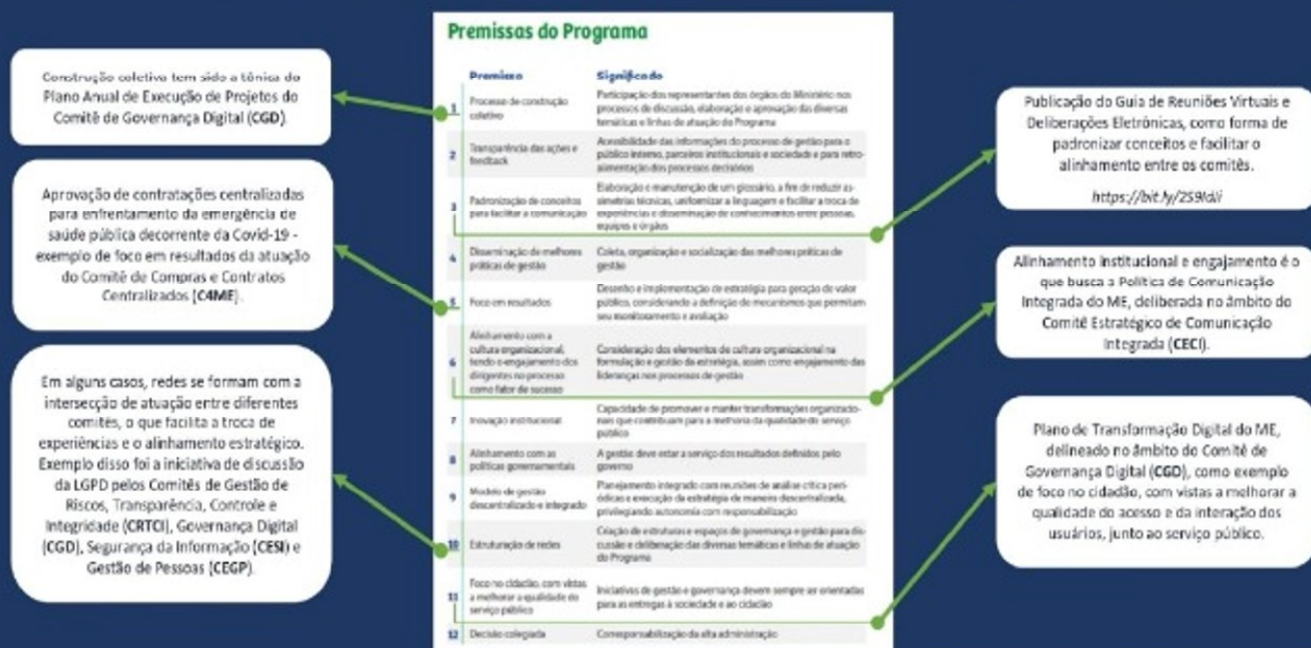 Construção coletiva tem sido a tônica do
Plano Anual de Execução de Projetos do
Comitê de Governança Digital (CGD).
Aprovação de contratações centralizadas
para enfrentamento da emergência de
saúde pública decorrente da Covid-19 -
exemplo de foco em resultados da atuação
do Comitê de Compras e Contratos
Centralizados (C4ME).
Em alguns casos, redes se formam com a
intersecção de atuação entre diferentes
comitês, o que facilita a troca de
experiências e o alinhamento estratégico.
Exemplo disso foi a iniciativa de discussão
da LGPD pelos Comitês de Gestão de
Riscos, Transparência, Controle e
Integridade (CRTCI), Governança Digital
(CGD), Segurança da Informação (CESI) e
Gestão de Pessoas (CEGP).
Premissas do Programa
Premissa Significado
1 Processo de construção coletivo
Participação dos representantes dos órgãos do Ministério nos
processos de discussão, elaboração e aprovação das diversas
temáticas e linhas de atuação do Programa
2 Transparência das ações e feedback
Acessibilidade das informações do processo de gestão para o
público interno, parceiros institucionais e sociedade e para retro-
alimentação dos processos decisórios
3 Padronização de conceitos
para facilitar a comunicação
Elaboração e manutenção de um glossário, a fim de reduzir as-
simetrias técnicas, uniformizar a linguagem e facilitar a troca de
experiências e disseminação de conhecimentos entre pessoas,
equipes e órgãos
4 Disseminação de melhores
práticas de gestão
Coleta, organização e socialização das melhores práticas de
gestão
5 Foco em resultados
Desenho e implementação de estratégia para geração de valor
público, considerando a definição de mecanismos que permitam
seu monitoramento e avaliação
6 Alinhamento com a
cultura organizacional,
tendo o engajamento dos
dirigentes no processo
como fator de sucesso
Consideração dos elementos de cultura organizacional na
formulação e gestão da estratégia, assim como engajamento das
lideranças nos processos de gestão
7 Inovação institucional
Capacidade de promover e manter transformações organizacio-
nais que contribuam para a melhoria da qualidade do serviço
público
8 Alinhamento com as
políticas governamentais
A gestão deve estar a serviço dos resultados definidos pelo
governo
9 Modelo de gestão
descentralizado e integrado
Planejamento integrado com reuniões de análise crítica peri-
ódicas e execução da estratégia de maneira descentralizada,
privilegiando autonomia com responsabilização
10 Estruturação de redes
Criação de estruturas e espaços de governança e gestão para dis-
cussão e deliberação das diversas temáticas e linhas de atuação
do Programa
11 Foco no cidadão, com vistas
a melhorar a qualidade do
serviço público
Iniciativas de gestão e governança devem sempre ser orientadas
para as entregas à sociedade e ao cidadão
12 Decisão colegiada
Corresponsabilização da alta administração
Publicação do Guia de Reuniões Virtuais e
Deliberações Eletrônicas, como forma de
padronizar conceitos e facilitar o
alinhamento entre os comitês.
Alinhamento institucional e engajamento é o
que busca a Política de Comunicação
Integrada do ME, deliberada no âmbito do
Comitê Estratégico de Comunicação
Integrada (CECI).
Plano de Transformação Digital do ME,
delineado no âmbito do Comitê de
Governança Digital (CGD), como exemplo
de foco no cidadão, com vistas a melhorar a
qualidade do acesso e da interação dos
usuários, junto ao serviço público.